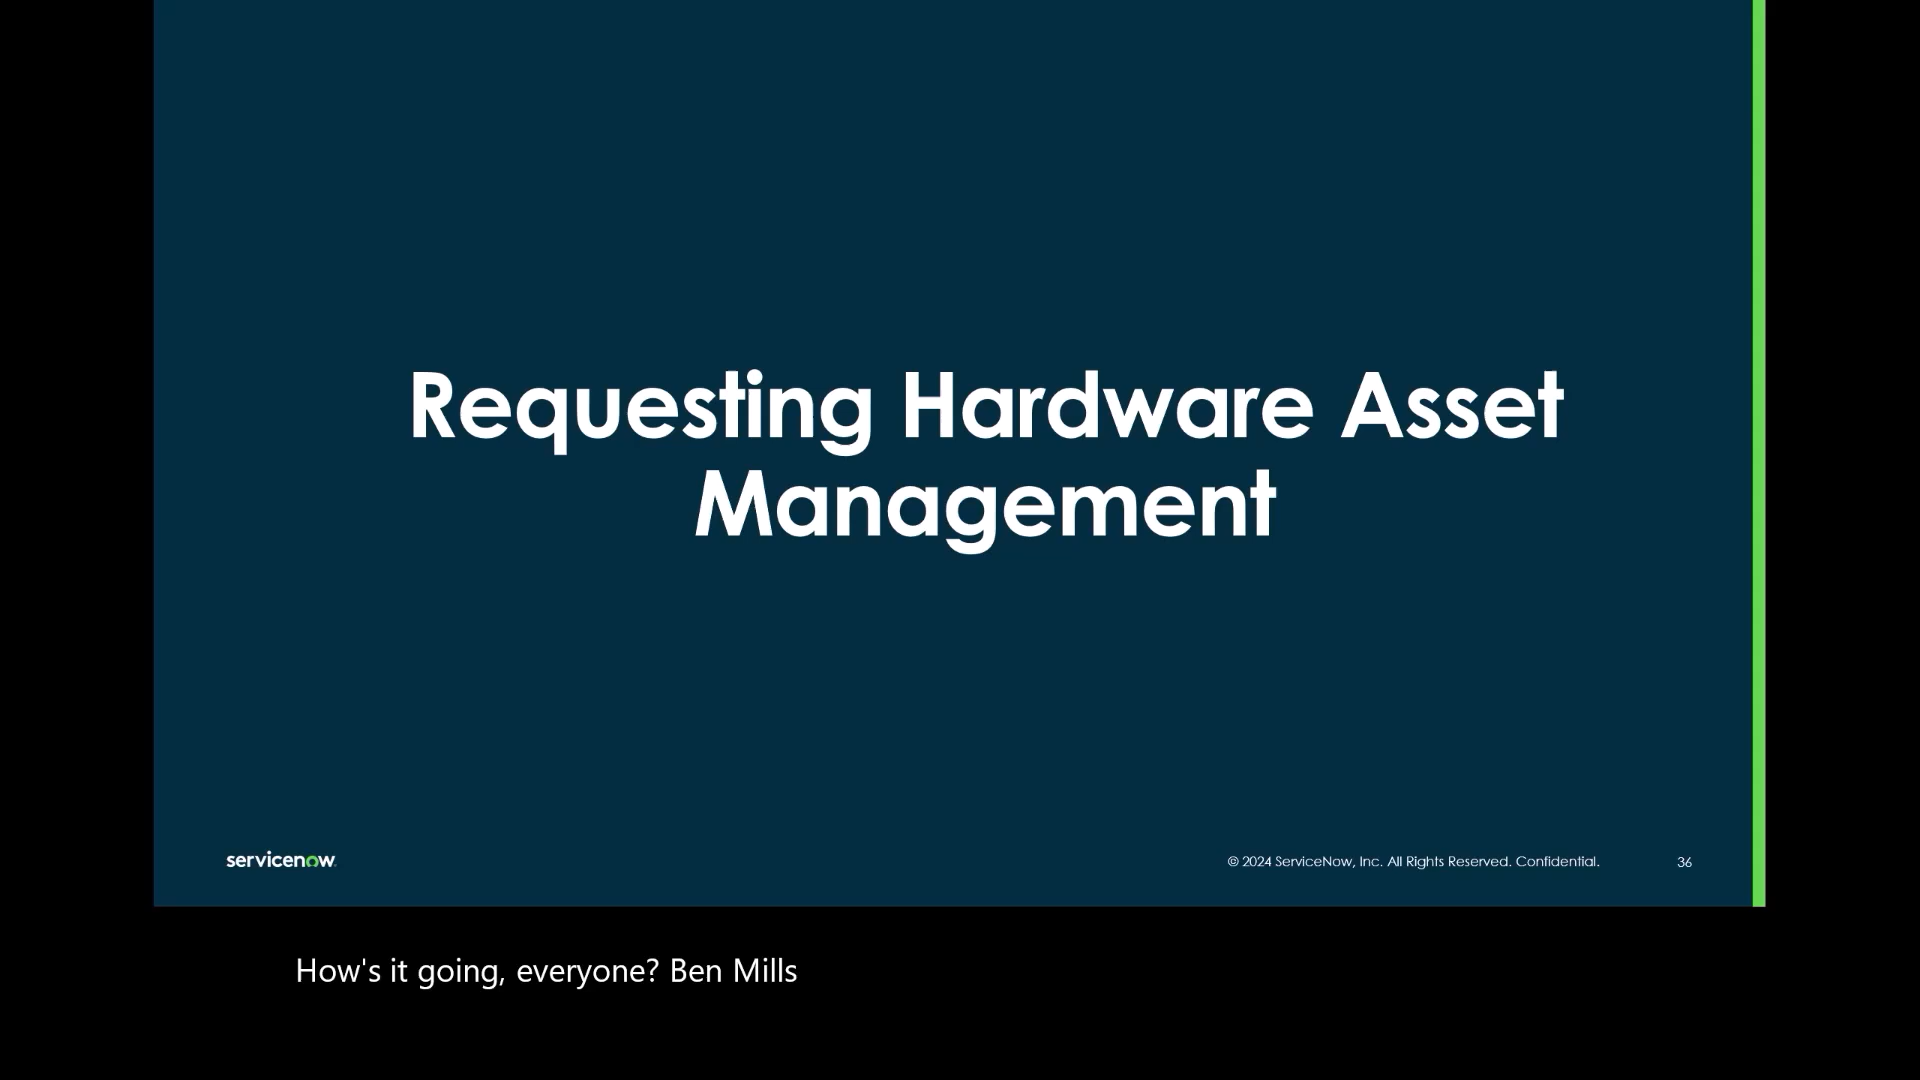 Requesting Hardware Asset
Management
servicenow
© 2024 ServiceNow, Inc. All Rights Reserved. Confidential.
36
How's it going, everyone? Ben Mills